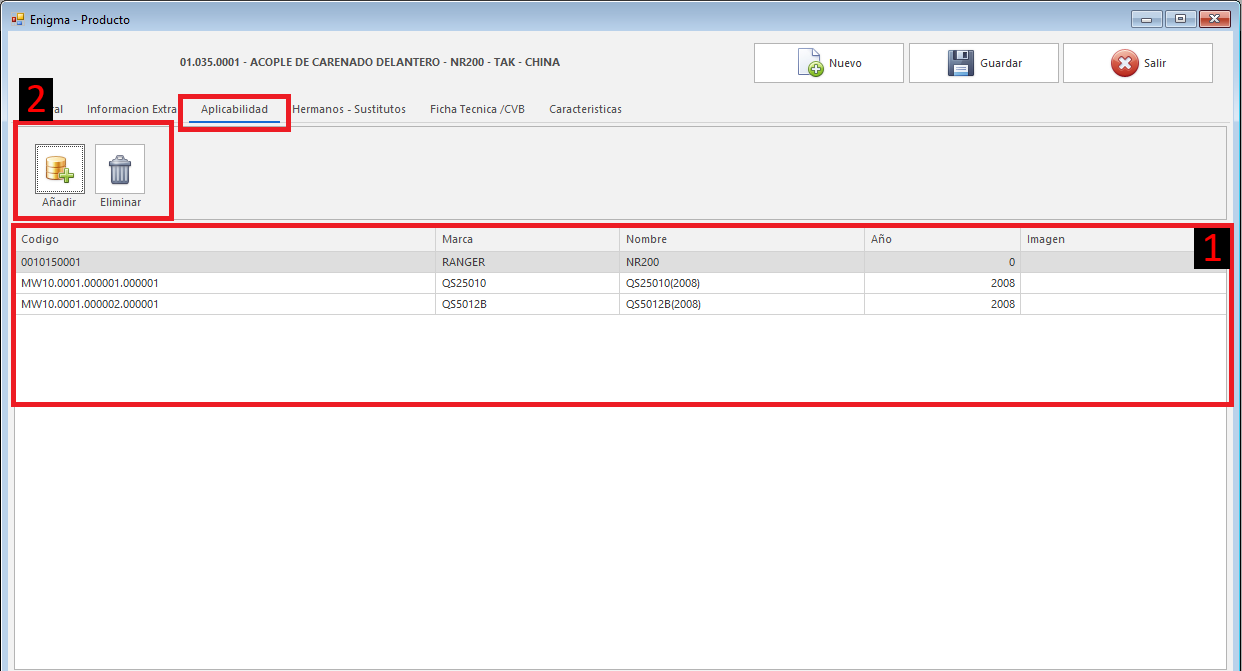 Enigma - Producto
01.035.0001 - ACOPLE DE CARENADO DELANTERO - NR200 - TAK - CHINA
Nuevo
Guardar
Salir
2
Informacion Extra
Aplicabilidad
Hermanos - Sustitutos
Ficha Tecnica /CVB
Caracteristicas
Añadir
Eliminar
Codigo Marca Nombre Año Imagen
1
0010150001 RANGER NR200 0
MW10.0001.000001.000001 QS25010 QS25010(2008) 2008
MW10.0001.000002.000001 QS5012B QS5012B(2008) 2008